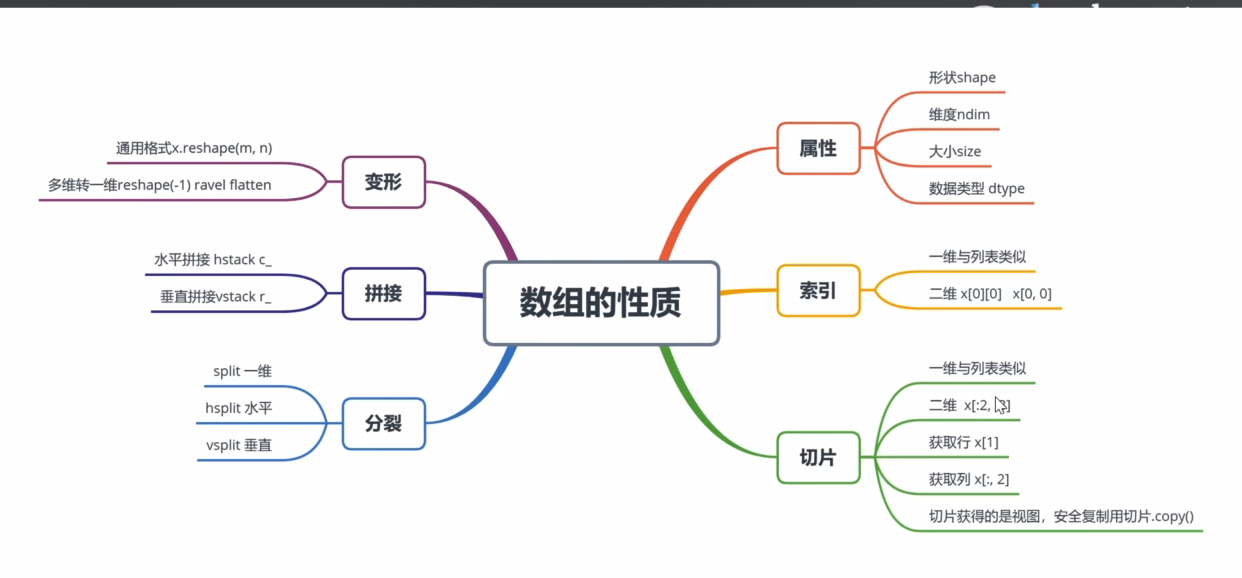 数组的性质
属性
形状shape
维度ndim
大小size
数据类型 dtype
索引
一维与列表类似
二维 x[0][0] x[0, 0]
切片
一维与列表类似
二维 x[:2,
获取行 x[1]
获取列 x[:, 2]
切片获得的是视图，安全复制用切片.copy()
变形
通用格式x.reshape(m, n)
多维转一维reshape(-1) ravel flatten
拼接
水平拼接 hstack c_
垂直拼接vstack r_
分裂
split 一维
hsplit 水平
vsplit 垂直